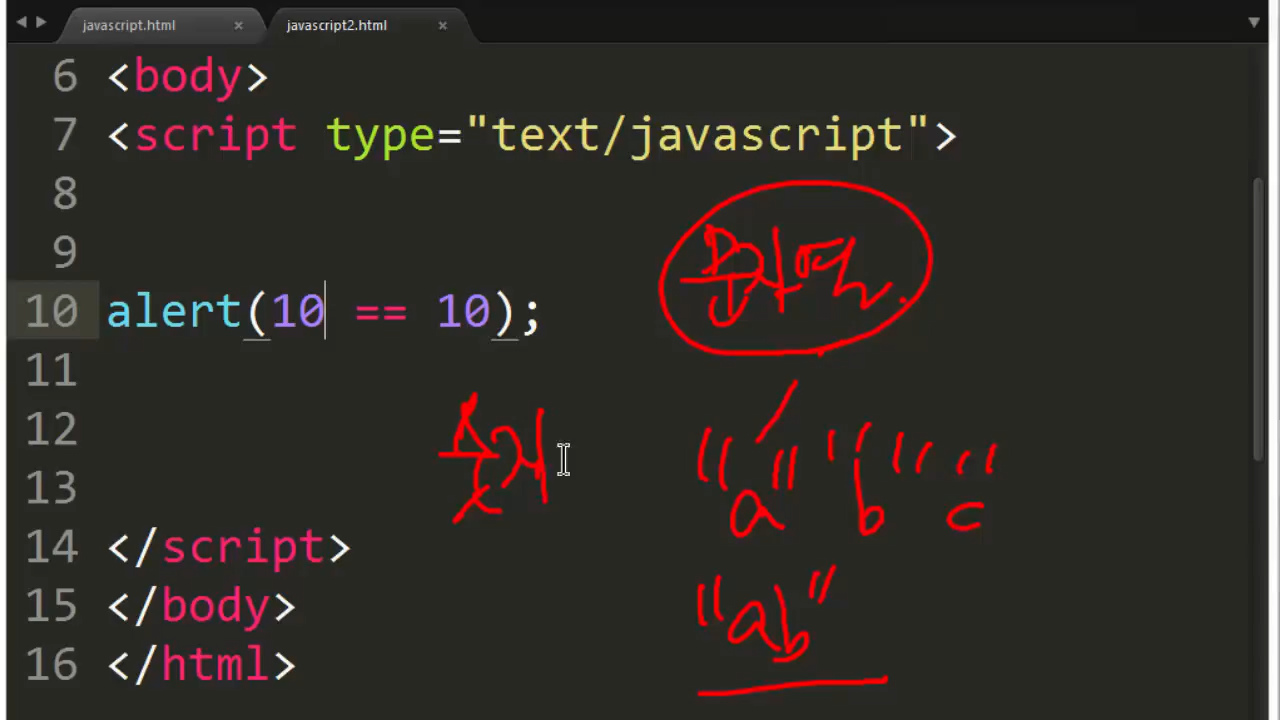 javascript.html × javascript2.html ×
6 <body>
7 <script type="text/javascript">
8
9
문자열
10 alert(10 == 10);
11
숫자
"a" "b" "c"
12
13
14 </script>
"ab"
15 </body>
16 </html>